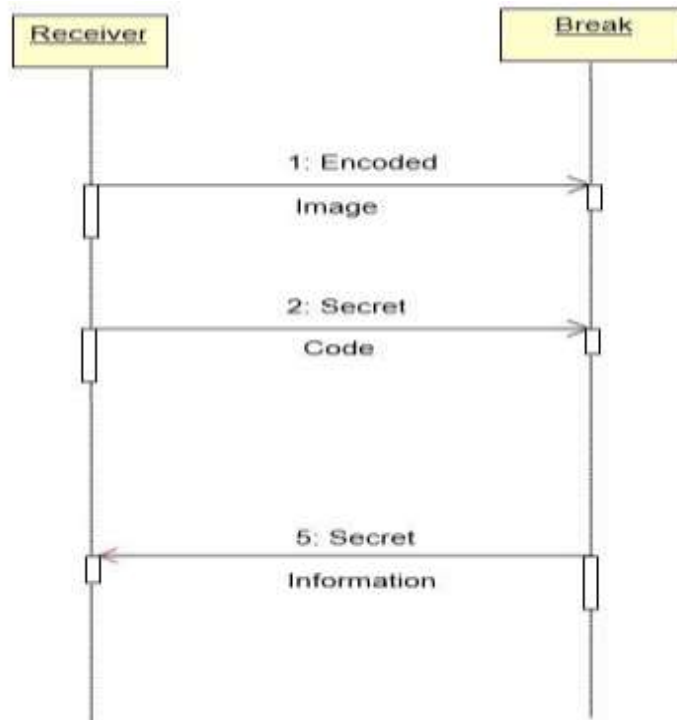 Receiver
Break
1: Encoded
Image
2: Secret
Code
5: Secret
Information